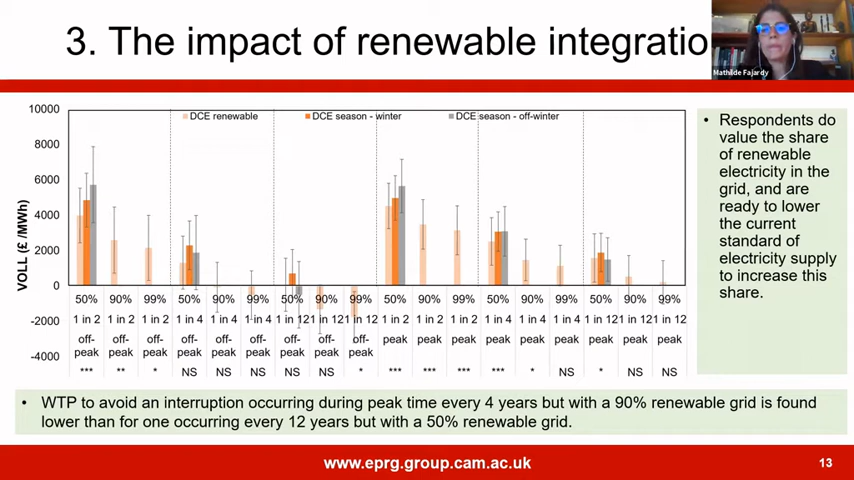 3. The impact of renewable integratio
Mathilde Fajardy
10000
8000
6000
4000
2000
0
-2000
-4000
VOLL (£ /MWh)
DCE renewable
DCE season - winter
DCE season - off-winter
50% 90% 99% 50% 90% 99% 50% 90% 99% 50% 90% 99% 50% 90% 99% 50% 90% 99%
1 in 2 1 in 2 1 in 2 1 in 4 1 in 4 1 in 4 1 in 12 1 in 12 1 in 12 1 in 2 1 in 2 1 in 2 1 in 4 1 in 4 1 in 4 1 in 12 1 in 12 1 in 12
off- off- off- off- off- off- off- off- off- peak peak peak peak peak peak peak peak peak
peak peak peak peak peak peak peak peak peak
*** ** * NS NS NS NS NS * *** *** *** *** * NS * NS NS
• Respondents do
value the share
of renewable
electricity in the
grid, and are
ready to lower
the current
standard of
electricity supply
to increase this
share.
• WTP to avoid an interruption occurring during peak time every 4 years but with a 90% renewable grid is found
lower than for one occurring every 12 years but with a 50% renewable grid.
www.eprg.group.cam.ac.uk
13